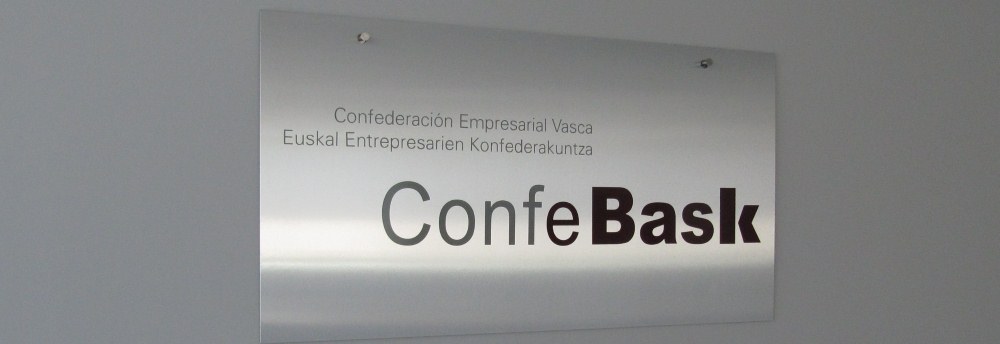 Confederación Empresarial Vasca
Euskal Entrepresarien Konfederakuntza
ConfeBask